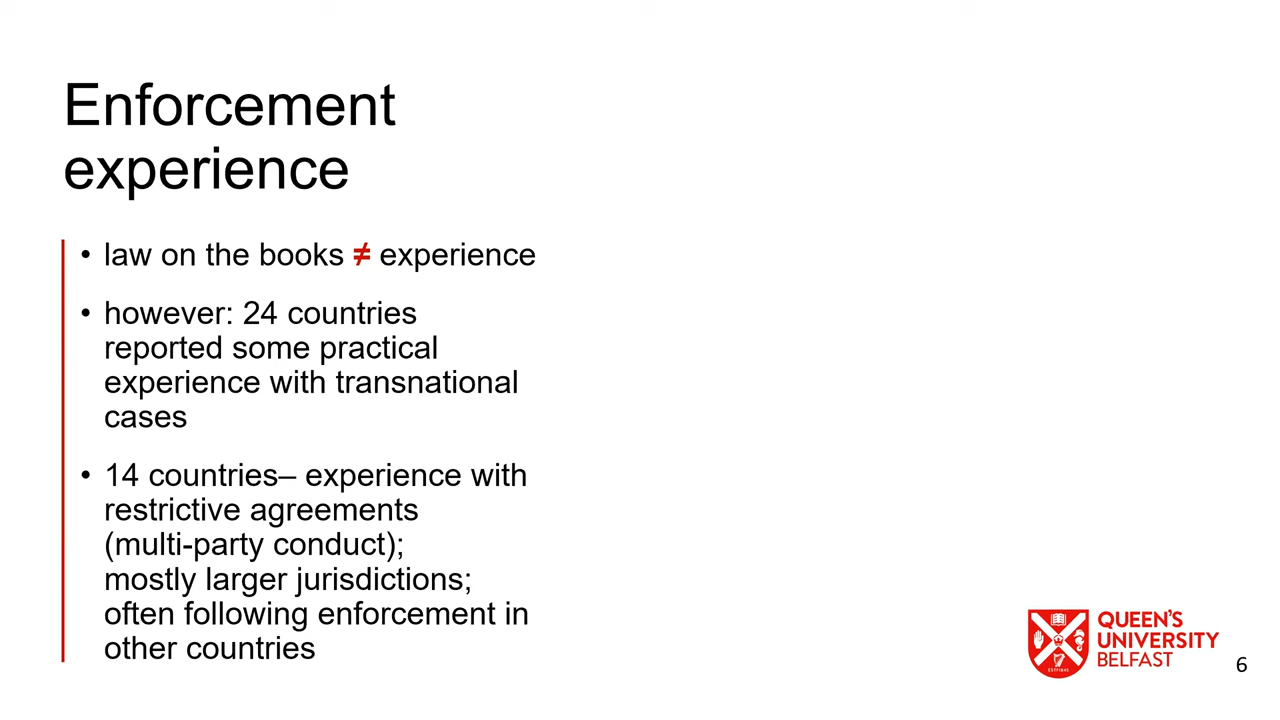 Enforcement
experience
• law on the books ≠ experience
• however: 24 countries
reported some practical
experience with transnational
cases
• 14 countries– experience with
restrictive agreements
(multi-party conduct);
mostly larger jurisdictions;
often following enforcement in
other countries
QUEEN'S
UNIVERSITY
BELFAST
ESTD1845
6